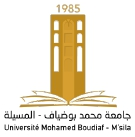 1985
جامعة محمد بوضياف - المسيلة
Université Mohamed Boudiaf - M'sila